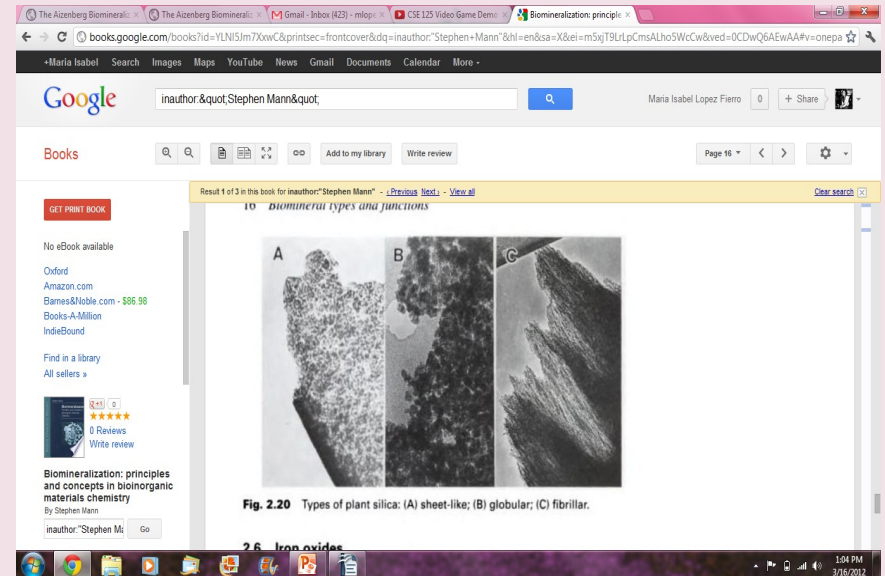 The Aizenberg Biominerali
The Aizenberg Biominerali
Gmail - Inbox (423) - mlope
CSE 125 Video Game Demo
Biomineralization: principle
books.google.com/books?id=YLNI5Jm7XxwC&printsec=frontcover&dq=inauthor:"Stephen+Mann"&hl=en&sa=X&ei=m5xjT9LrLpCmsALho5WcCw&ved=0CDwQ6AEwAA#v=onepa
+Maria Isabel Search Images Maps YouTube News Gmail Documents Calendar More
Google
inauthor:&quot;Stephen Mann&quot;
Maria Isabel Lopez Fierro 0 + Share
Books
Add to my library Write review
Page 16
Result 1 of 3 in this book for inauthor:"Stephen Mann" - ‹ Previous Next › - View all
Clear search
GET PRINT BOOK
No eBook available
Oxford
Amazon.com
Barnes&Noble.com - $86.98
Books-A-Million
IndieBound
Find in a library
All sellers »
+1 0
0 Reviews
Write review
Biomineralization: principles
and concepts in bioinorganic
materials chemistry
By Stephen Mann
inauthor:"Stephen Ma Go
16 Biomineral types and functions
A B C
Fig. 2.20 Types of plant silica: (A) sheet-like; (B) globular; (C) fibrillar.
2.6 Iron oxides
1:04 PM
3/16/2012